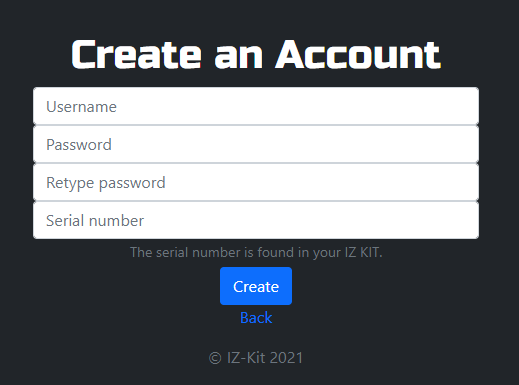 Create an Account
Username
Password
Retype password
Serial number
The serial number is found in your IZ KIT.
Create
Back
© IZ-Kit 2021